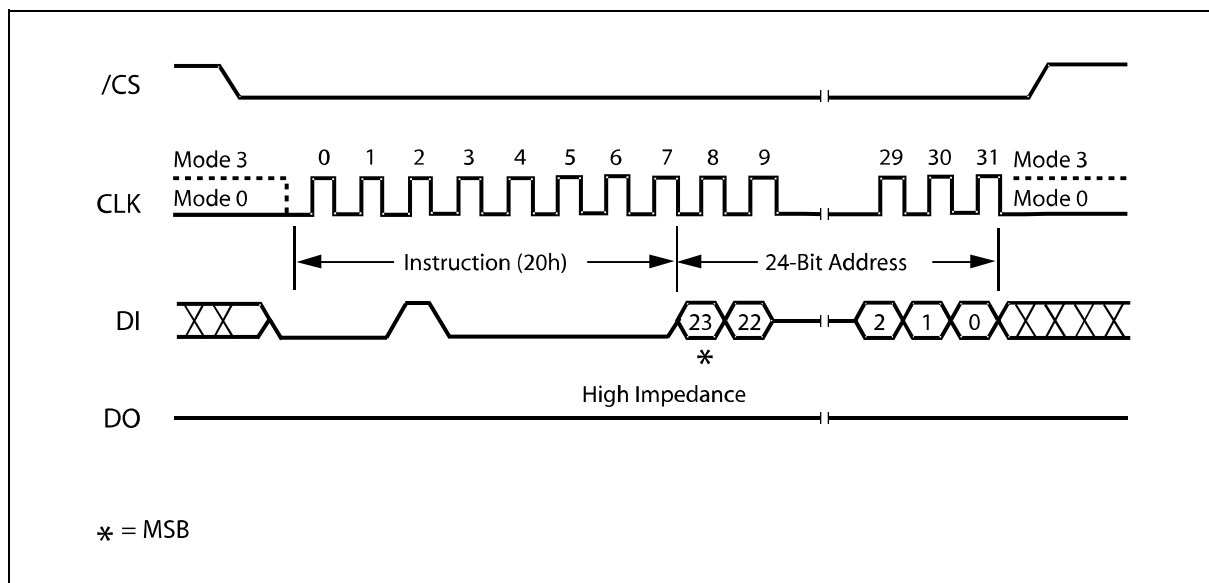 /CS
Mode 3 0 1 2 3 4 5 6 7 8 9 29 30 31 Mode 3
CLK Mode 0 Mode 0
Instruction (20h) 24-Bit Address
DI 23 22 2 1 0
*
High Impedance
DO
* = MSB